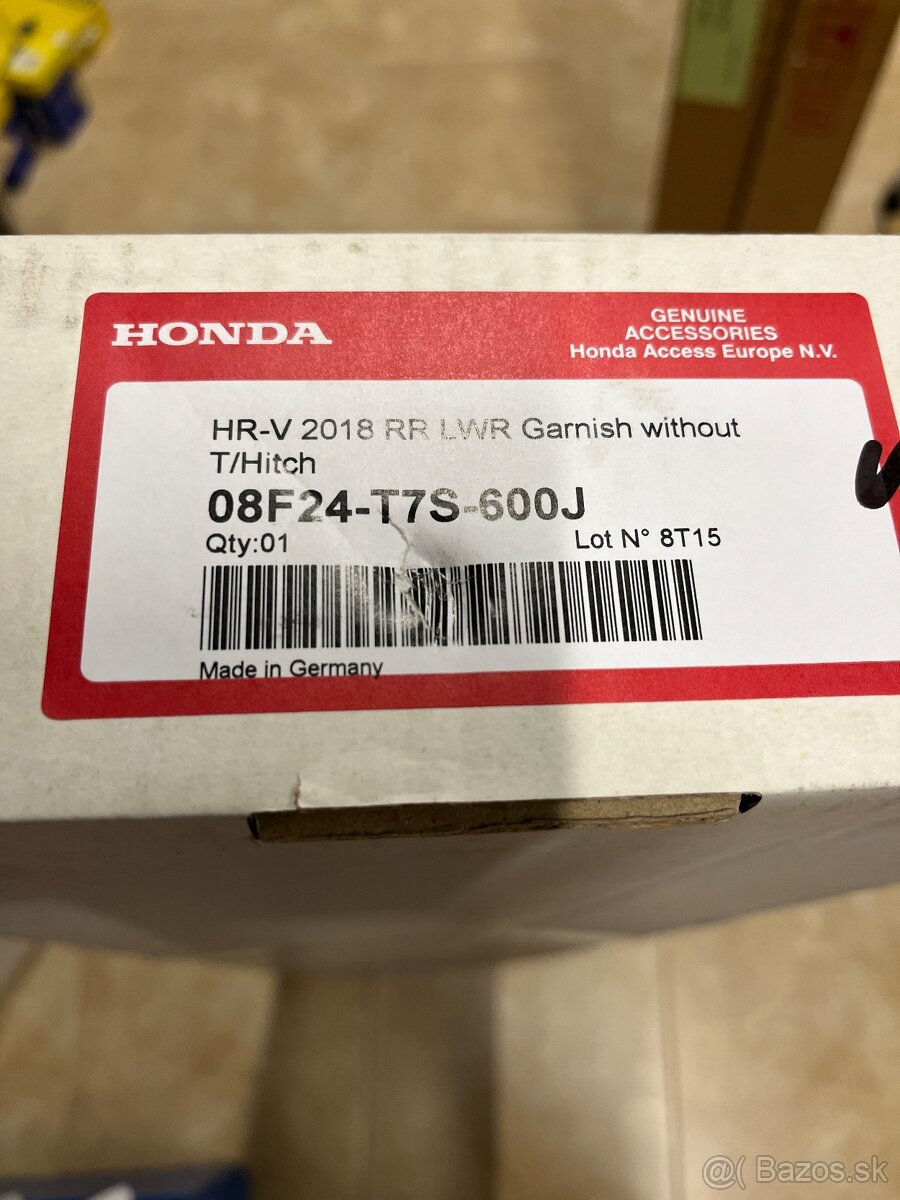 HONDA
GENUINE
ACCESSORIES
Honda Access Europe N.V.
HR-V 2018 RR LWR Garnish without
T/Hitch
08F24-T7S-600J
Qty:01
Lot N° 8T15
Made in Germany
@( Bazos.sk